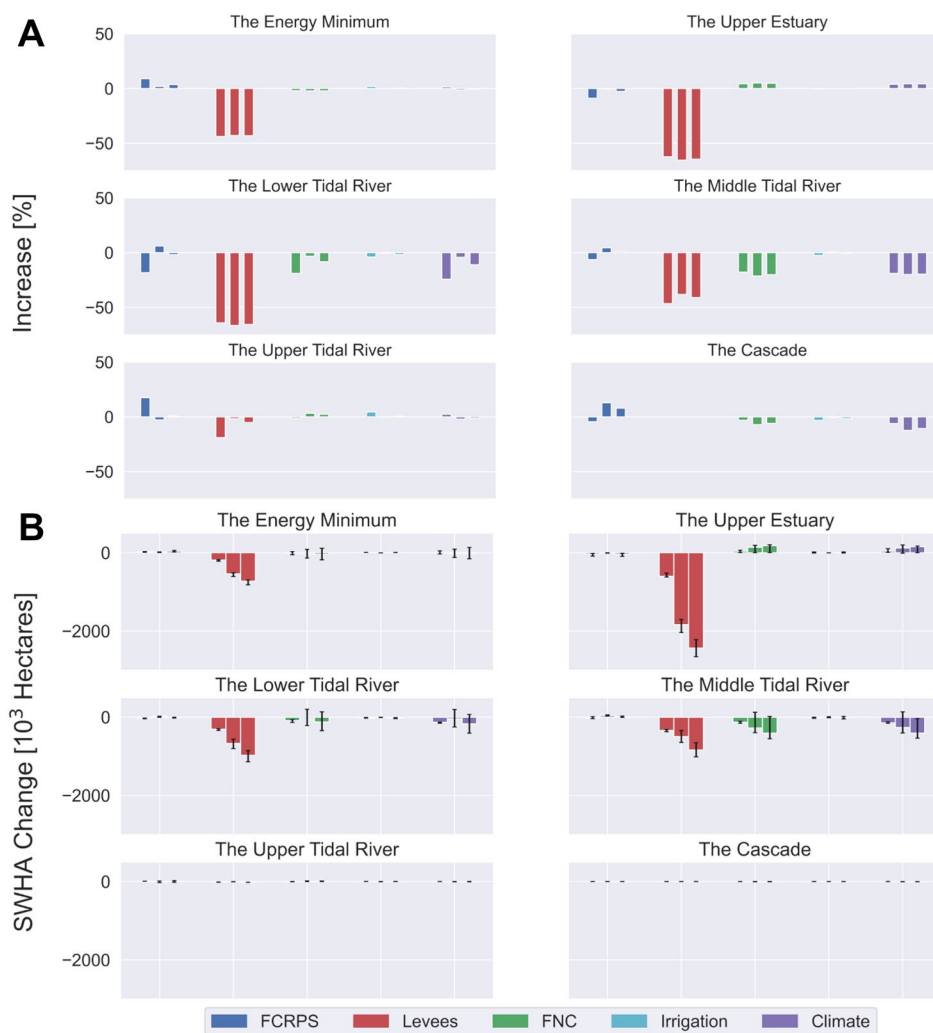 A
The Energy Minimum
The Upper Estuary
50
0
−50
The Lower Tidal River
The Middle Tidal River
50
0
−50
The Upper Tidal River
The Cascade
50
0
−50
Increase [%]
B
The Energy Minimum
The Upper Estuary
0
−2000
The Lower Tidal River
The Middle Tidal River
0
−2000
The Upper Tidal River
The Cascade
0
−2000
SWHA Change [10³ Hectares]
FCRPS Levees FNC Irrigation Climate